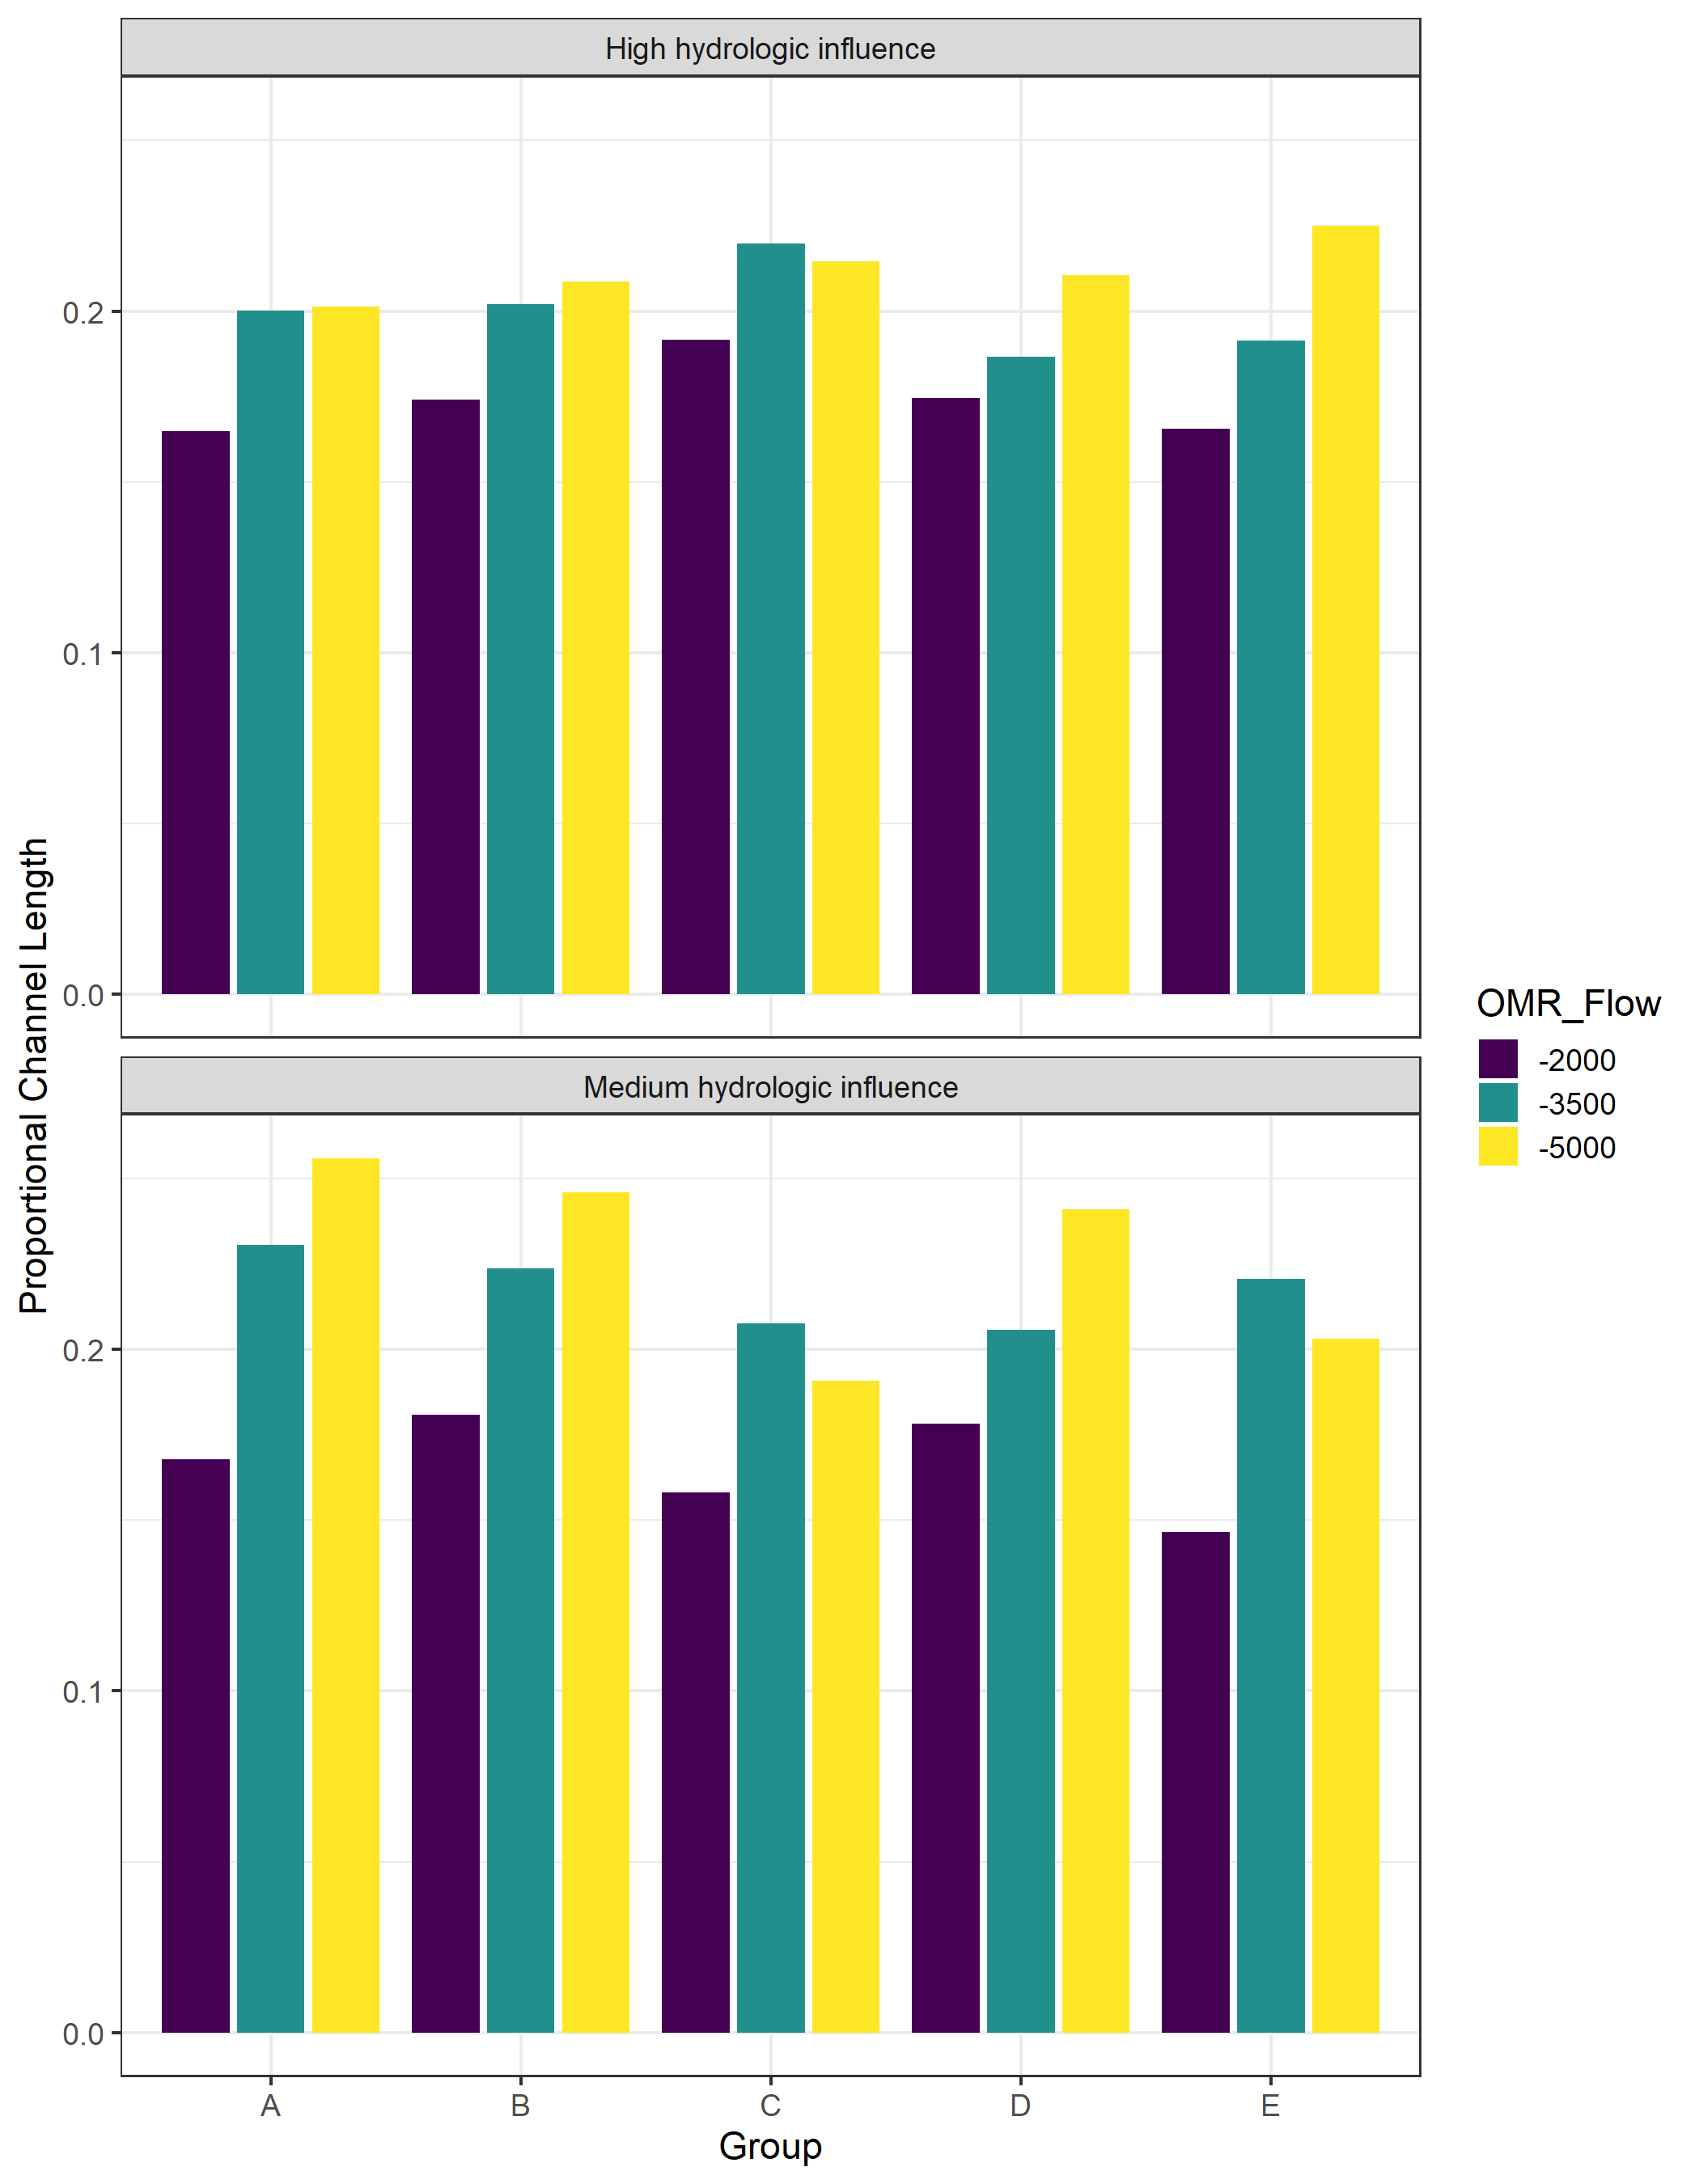 High hydrologic influence
0.2
0.1
0.0
Medium hydrologic influence
0.2
0.1
0.0
A B C D E
Group
Proportional Channel Length
OMR_Flow
-2000
-3500
-5000